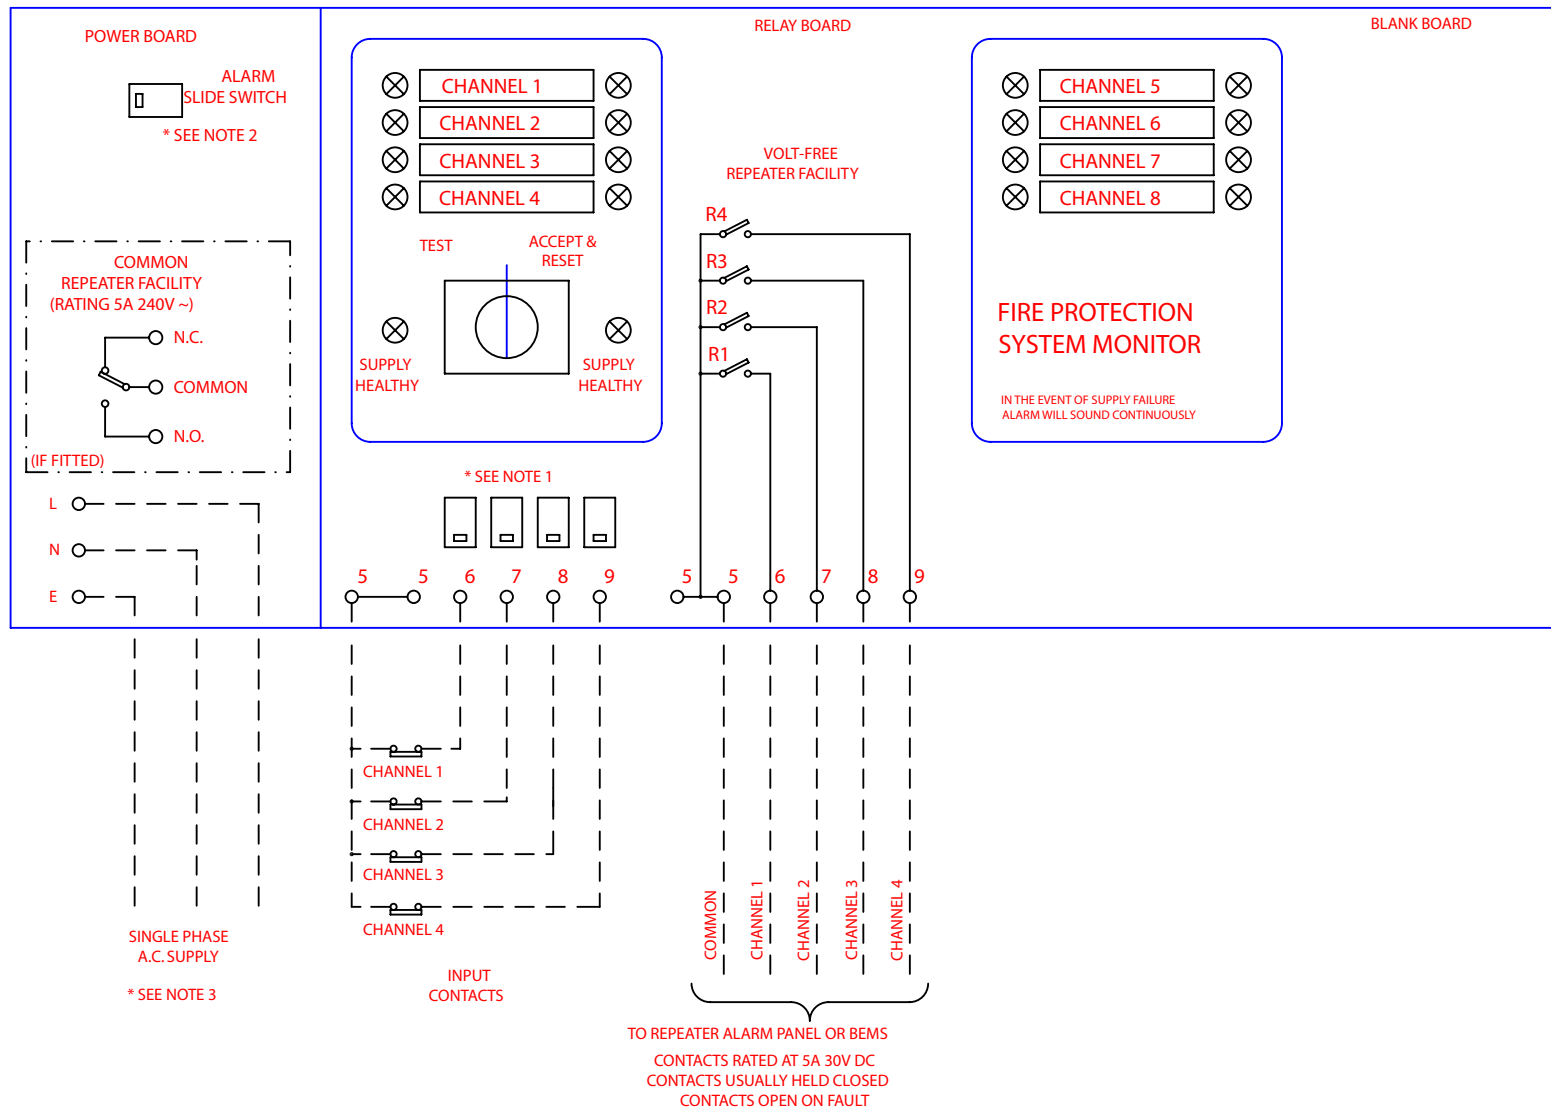 POWER BOARD
RELAY BOARD
BLANK BOARD
ALARM
SLIDE SWITCH
* SEE NOTE 2
CHANNEL 1
CHANNEL 2
CHANNEL 3
CHANNEL 4
TEST
ACCEPT &
RESET
SUPPLY
HEALTHY
SUPPLY
HEALTHY
VOLT-FREE
REPEATER FACILITY
R4
R3
R2
R1
CHANNEL 5
CHANNEL 6
CHANNEL 7
CHANNEL 8
FIRE PROTECTION
SYSTEM MONITOR
IN THE EVENT OF SUPPLY FAILURE
ALARM WILL SOUND CONTINUOUSLY
COMMON
REPEATER FACILITY
(RATING 5A 240V ~)
N.C.
COMMON
N.O.
(IF FITTED)
L
N
E
* SEE NOTE 1
5 5 6 7 8 9
5 5 6 7 8 9
CHANNEL 1
CHANNEL 2
CHANNEL 3
CHANNEL 4
SINGLE PHASE
A.C. SUPPLY
* SEE NOTE 3
INPUT
CONTACTS
COMMON
CHANNEL 1
CHANNEL 2
CHANNEL 3
CHANNEL 4
TO REPEATER ALARM PANEL OR BEMS
CONTACTS RATED AT 5A 30V DC
CONTACTS USUALLY HELD CLOSED
CONTACTS OPEN ON FAULT